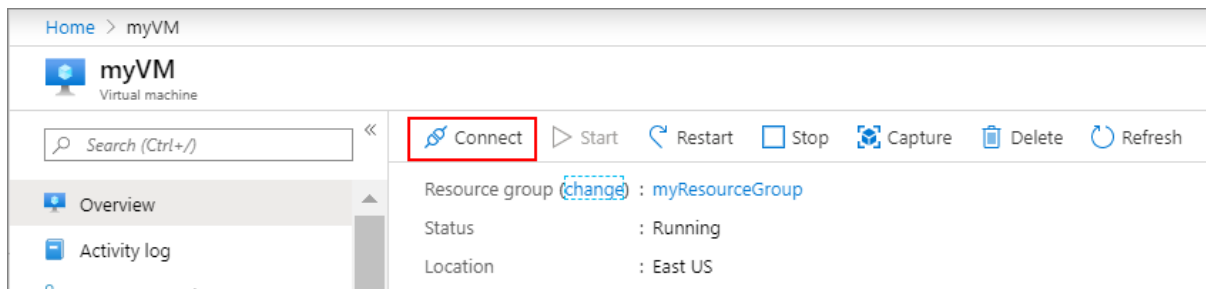 Home > myVM
myVM
Virtual machine
Search (Ctrl+/)
«
Connect Start Restart Stop Capture Delete Refresh
Overview
Activity log
Resource group (change) : myResourceGroup
Status : Running
Location : East US